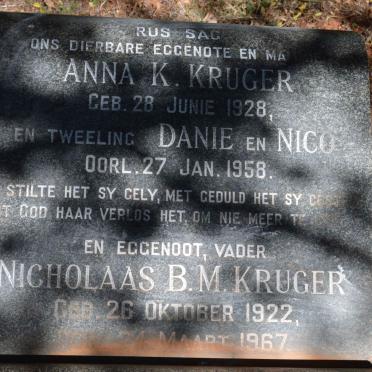 RUS SAG
ONS DIERBARE EGGENOTE EN MA
ANNA K. KRUGER
GEB. 28 JUNIE 1928,
EN TWEELING DANIE EN NICO
OORL. 27 JAN. 1958.
STILTE HET SY GELY, MET GEDULD HET SY
GOD HAAR VERLOS HET, OM NIE MEER TE
EN EGGENOOT, VADER
NICHOLAAS B.M. KRUGER
GEB. 26 OKTOBER 1922,
MAART 1967